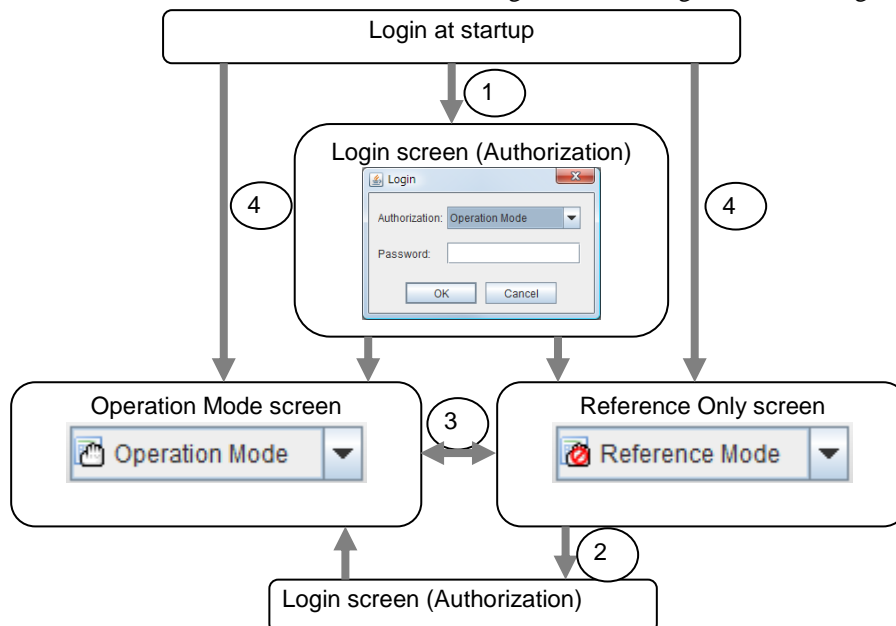 Login at startup
1
Login screen (Authorization)
Login
Authorization: Operation Mode
Password:
OK Cancel
4
4
Operation Mode screen
3
Reference Only screen
Operation Mode
Reference Mode
2
Login screen (Authorization)